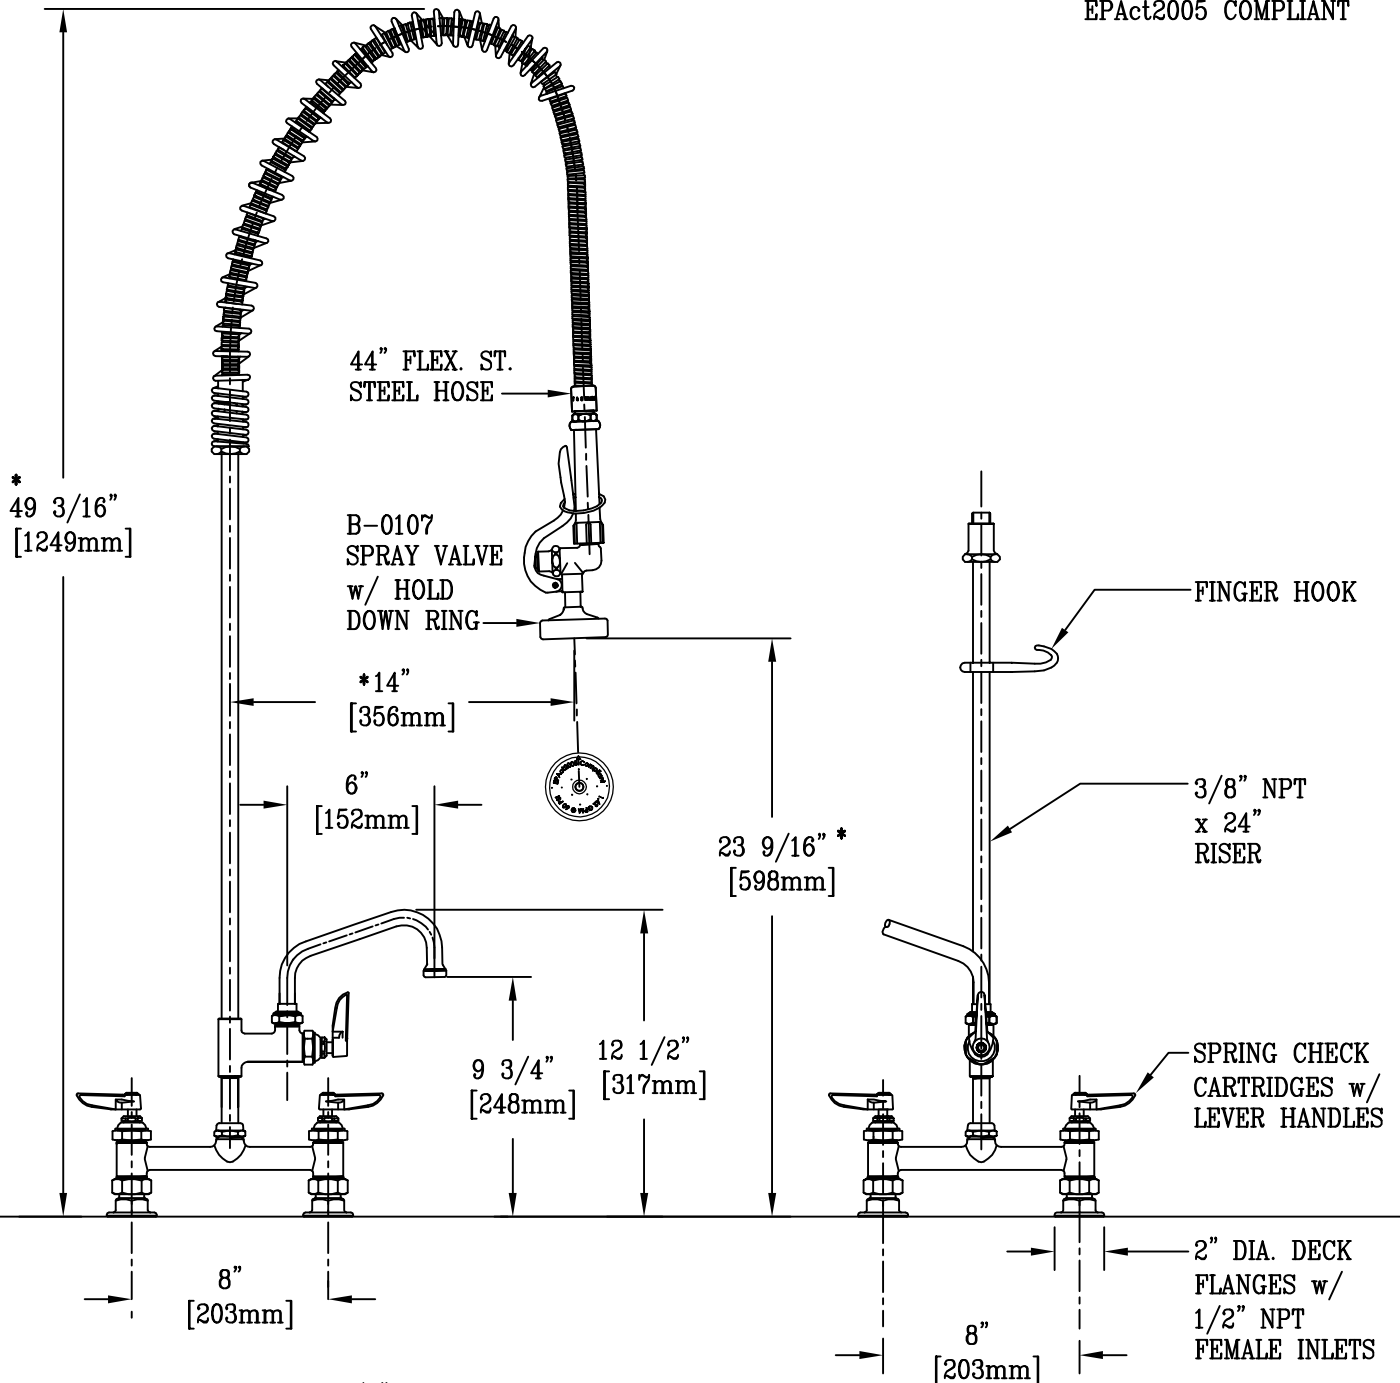 EPAct2005 COMPLIANT
44" FLEX. ST.
STEEL HOSE
*
49 3/16"
[1249mm]
B-0107
SPRAY VALVE
w/ HOLD
DOWN RING
FINGER HOOK
*14"
[356mm]
6"
[152mm]
3/8" NPT
x 24"
RISER
23 9/16" *
[598mm]
9 3/4"
[248mm]
12 1/2"
[317mm]
SPRING CHECK
CARTRIDGES w/
LEVER HANDLES
8"
[203mm]
2" DIA. DECK
FLANGES w/
1/2" NPT
FEMALE INLETS
8"
[203mm]